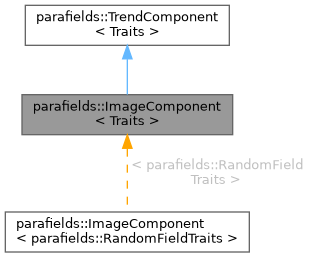 parafields::TrendComponent
< Traits >
parafields::ImageComponent
< Traits >
< parafields::RandomField
Traits >
parafields::ImageComponent
< parafields::RandomFieldTraits >